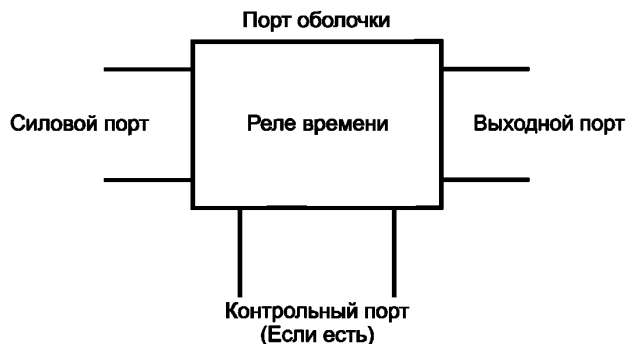 Порт оболочки
Силовой порт
Реле времени
Выходной порт
Контрольный порт
(Если есть)